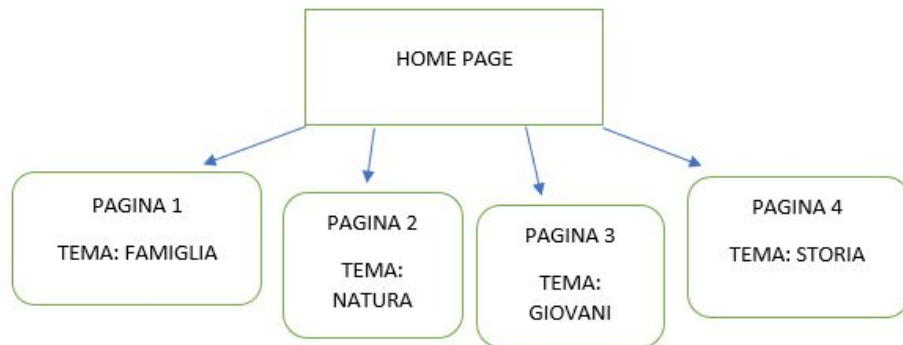 HOME PAGE
PAGINA 1
TEMA: FAMIGLIA
PAGINA 2
TEMA:
NATURA
PAGINA 3
TEMA:
GIOVANI
PAGINA 4
TEMA: STORIA